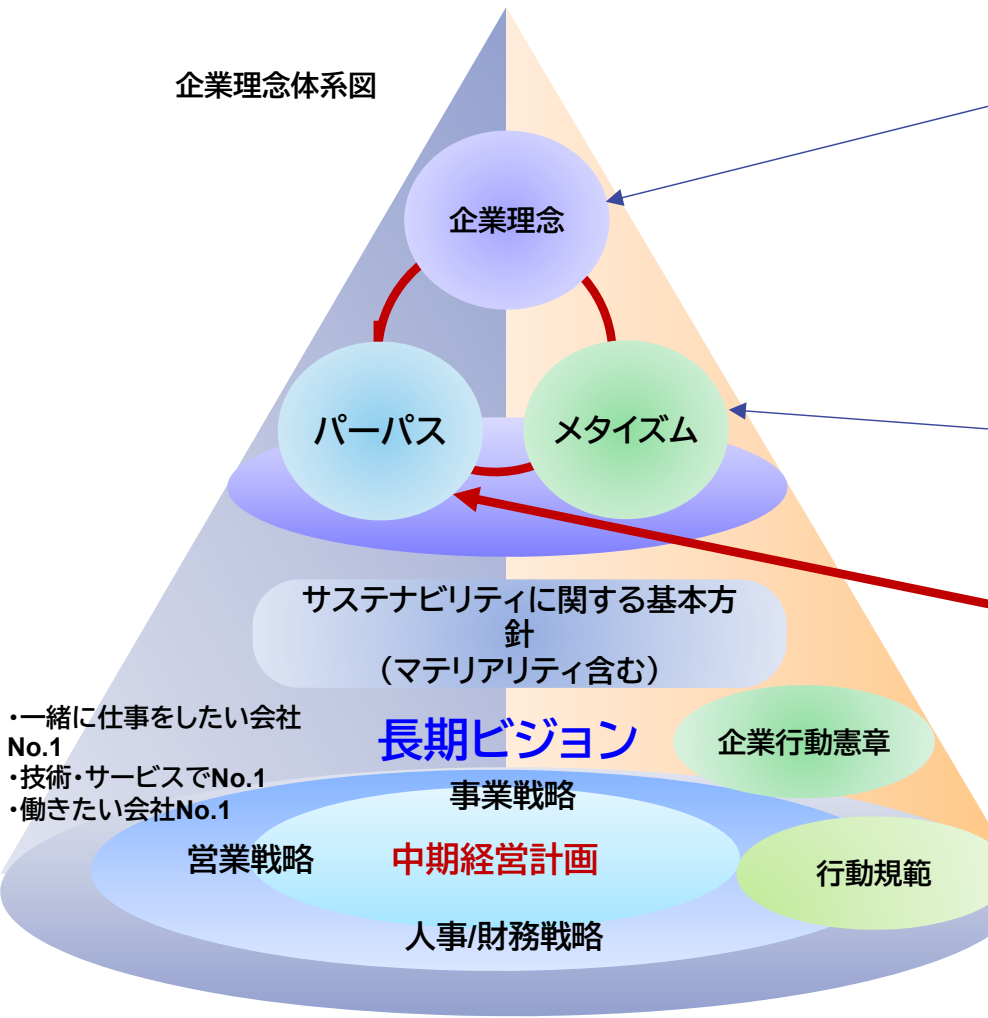 企業理念体系図
企業理念
パーパス
メタイズム
サステナビリティに関する基本方
針
（マテリアリティ含む）
・一緒に仕事をしたい会社
No.1
・技術・サービスでNo.1
・働きたい会社No.1
長期ビジョン
企業行動憲章
事業戦略
営業戦略
中期経営計画
行動規範
人事/財務戦略